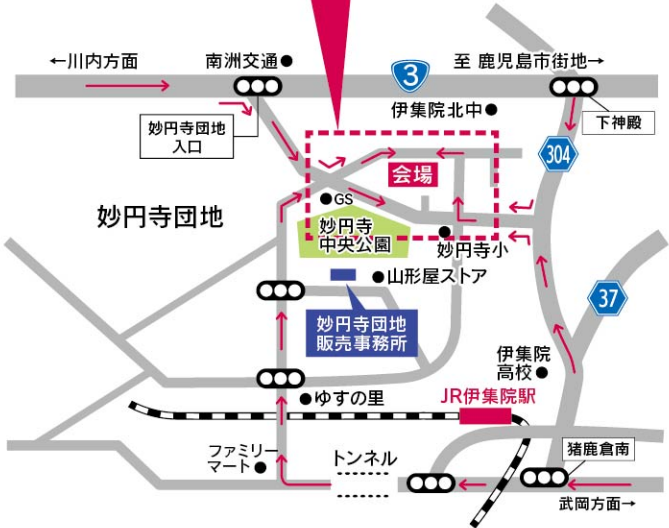 ←川内方面
南洲交通
3
至 鹿児島市街地→
伊集院北中
下神殿
妙円寺団地
入口
304
会場
GS
妙円寺団地
妙円寺
中央公園
妙円寺小
山形屋ストア
37
妙円寺団地
販売事務所
伊集院
高校
ゆすの里
JR伊集院駅
ファミリー
マート
トンネル
猪鹿倉南
武岡方面→